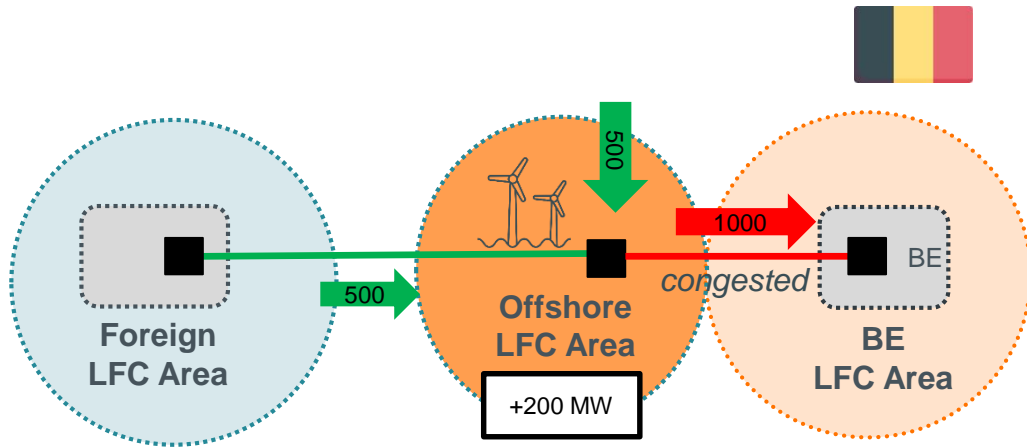 500
1000
congested
BE
500
Foreign
LFC Area
Offshore
LFC Area
BE
LFC Area
+200 MW